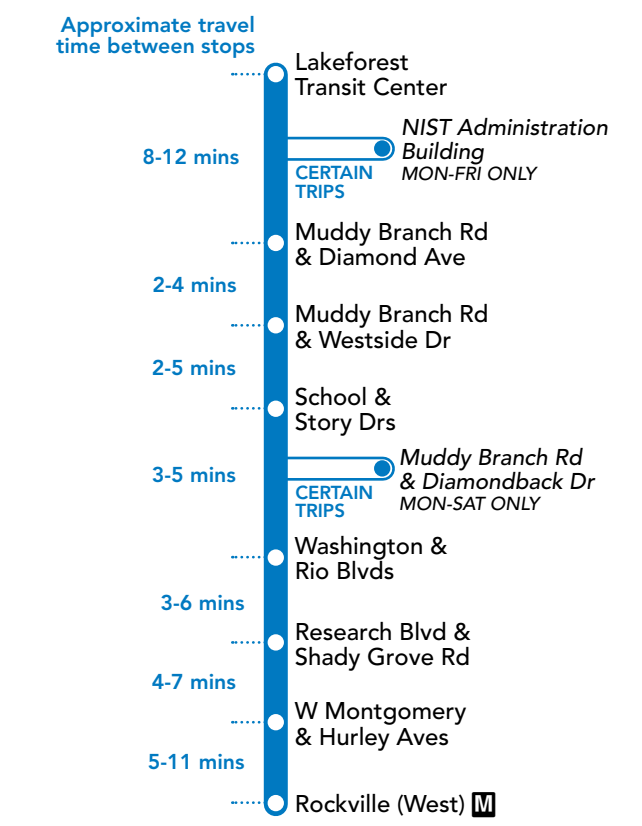 Approximate travel
time between stops
Lakeforest
Transit Center
8-12 mins
NIST Administration
Building
MON-FRI ONLY
CERTAIN
TRIPS
Muddy Branch Rd
& Diamond Ave
2-4 mins
Muddy Branch Rd
& Westside Dr
2-5 mins
School &
Story Drs
3-5 mins
Muddy Branch Rd
& Diamondback Dr
MON-SAT ONLY
CERTAIN
TRIPS
Washington &
Rio Blvds
3-6 mins
Research Blvd &
Shady Grove Rd
4-7 mins
W Montgomery
& Hurley Aves
5-11 mins
Rockville (West) M